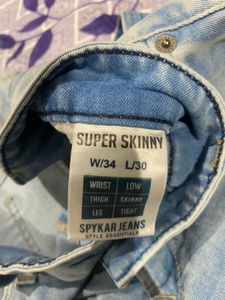 SUPER SKINNY
W/34 L/30
WAIST LOW
THIGH SKINNY
LEG TIGHT
SPYKAR JEANS
STYLE ESSENTIALS